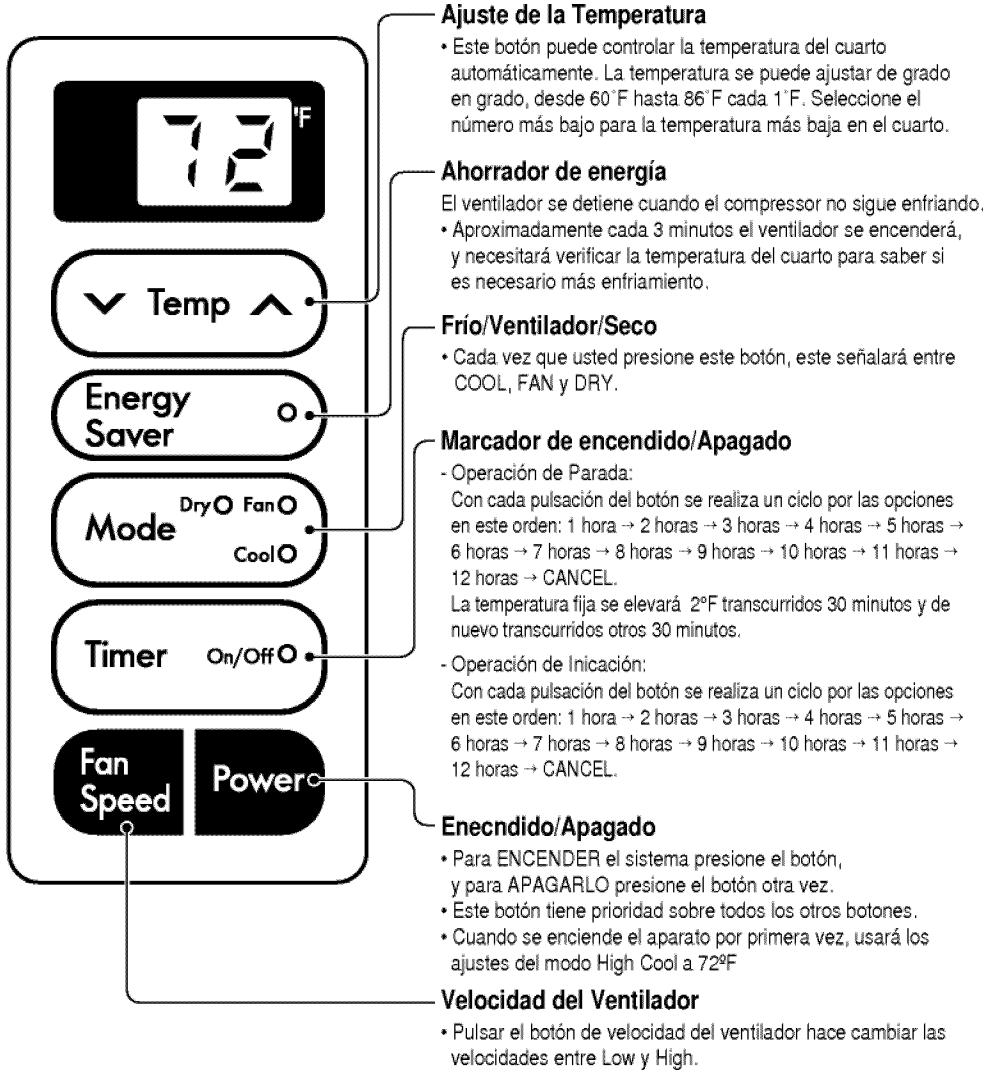 72 °F
Temp
Energy
Saver
Dry Fan
Mode
Cool
Timer On/Off
Fan
Speed
Power
Ajuste de la Temperatura
• Este botón puede controlar la temperatura del cuarto
automáticamente. La temperatura se puede ajustar de grado
en grado, desde 60˚F hasta 86˚F cada 1˚F. Seleccione el
número más bajo para la temperatura más baja en el cuarto.
Ahorrador de energía
El ventilador se detiene cuando el compressor no sigue enfriando.
• Aproximadamente cada 3 minutos el ventilador se encenderá,
y necesitará verificar la temperatura del cuarto para saber si
es necesario más enfriamiento.
Frío/Ventilador/Seco
• Cada vez que usted presione este botón, este señalará entre
COOL, FAN y DRY.
Marcador de encendido/Apagado
- Operación de Parada:
Con cada pulsación del botón se realiza un ciclo por las opciones
en este orden: 1 hora → 2 horas → 3 horas → 4 horas → 5 horas →
6 horas → 7 horas → 8 horas → 9 horas → 10 horas → 11 horas →
12 horas → CANCEL.
La temperatura fija se elevará 2ºF transcurridos 30 minutos y de
nuevo transcurridos otros 30 minutos.
- Operación de Inicación:
Con cada pulsación del botón se realiza un ciclo por las opciones
en este orden: 1 hora → 2 horas → 3 horas → 4 horas → 5 horas →
6 horas → 7 horas → 8 horas → 9 horas → 10 horas → 11 horas →
12 horas → CANCEL.
Enecndido/Apagado
• Para ENCENDER el sistema presione el botón,
y para APAGARLO presione el botón otra vez.
• Este botón tiene prioridad sobre todos los otros botones.
• Cuando se enciende el aparato por primera vez, usará los
ajustes del modo High Cool a 72ºF
Velocidad del Ventilador
• Pulsar el botón de velocidad del ventilador hace cambiar las
velocidades entre Low y High.